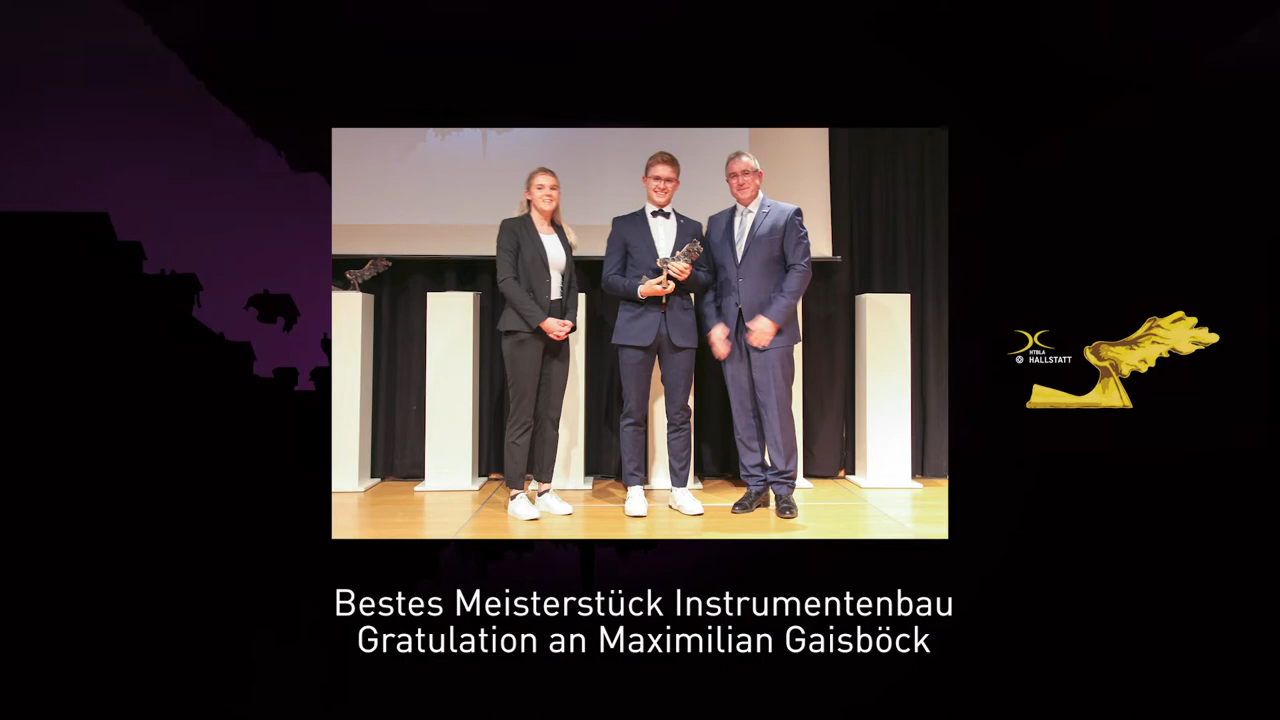 HTBLA
HALLSTATT
Bestes Meisterstück Instrumentenbau
Gratulation an Maximilian Gaisböck